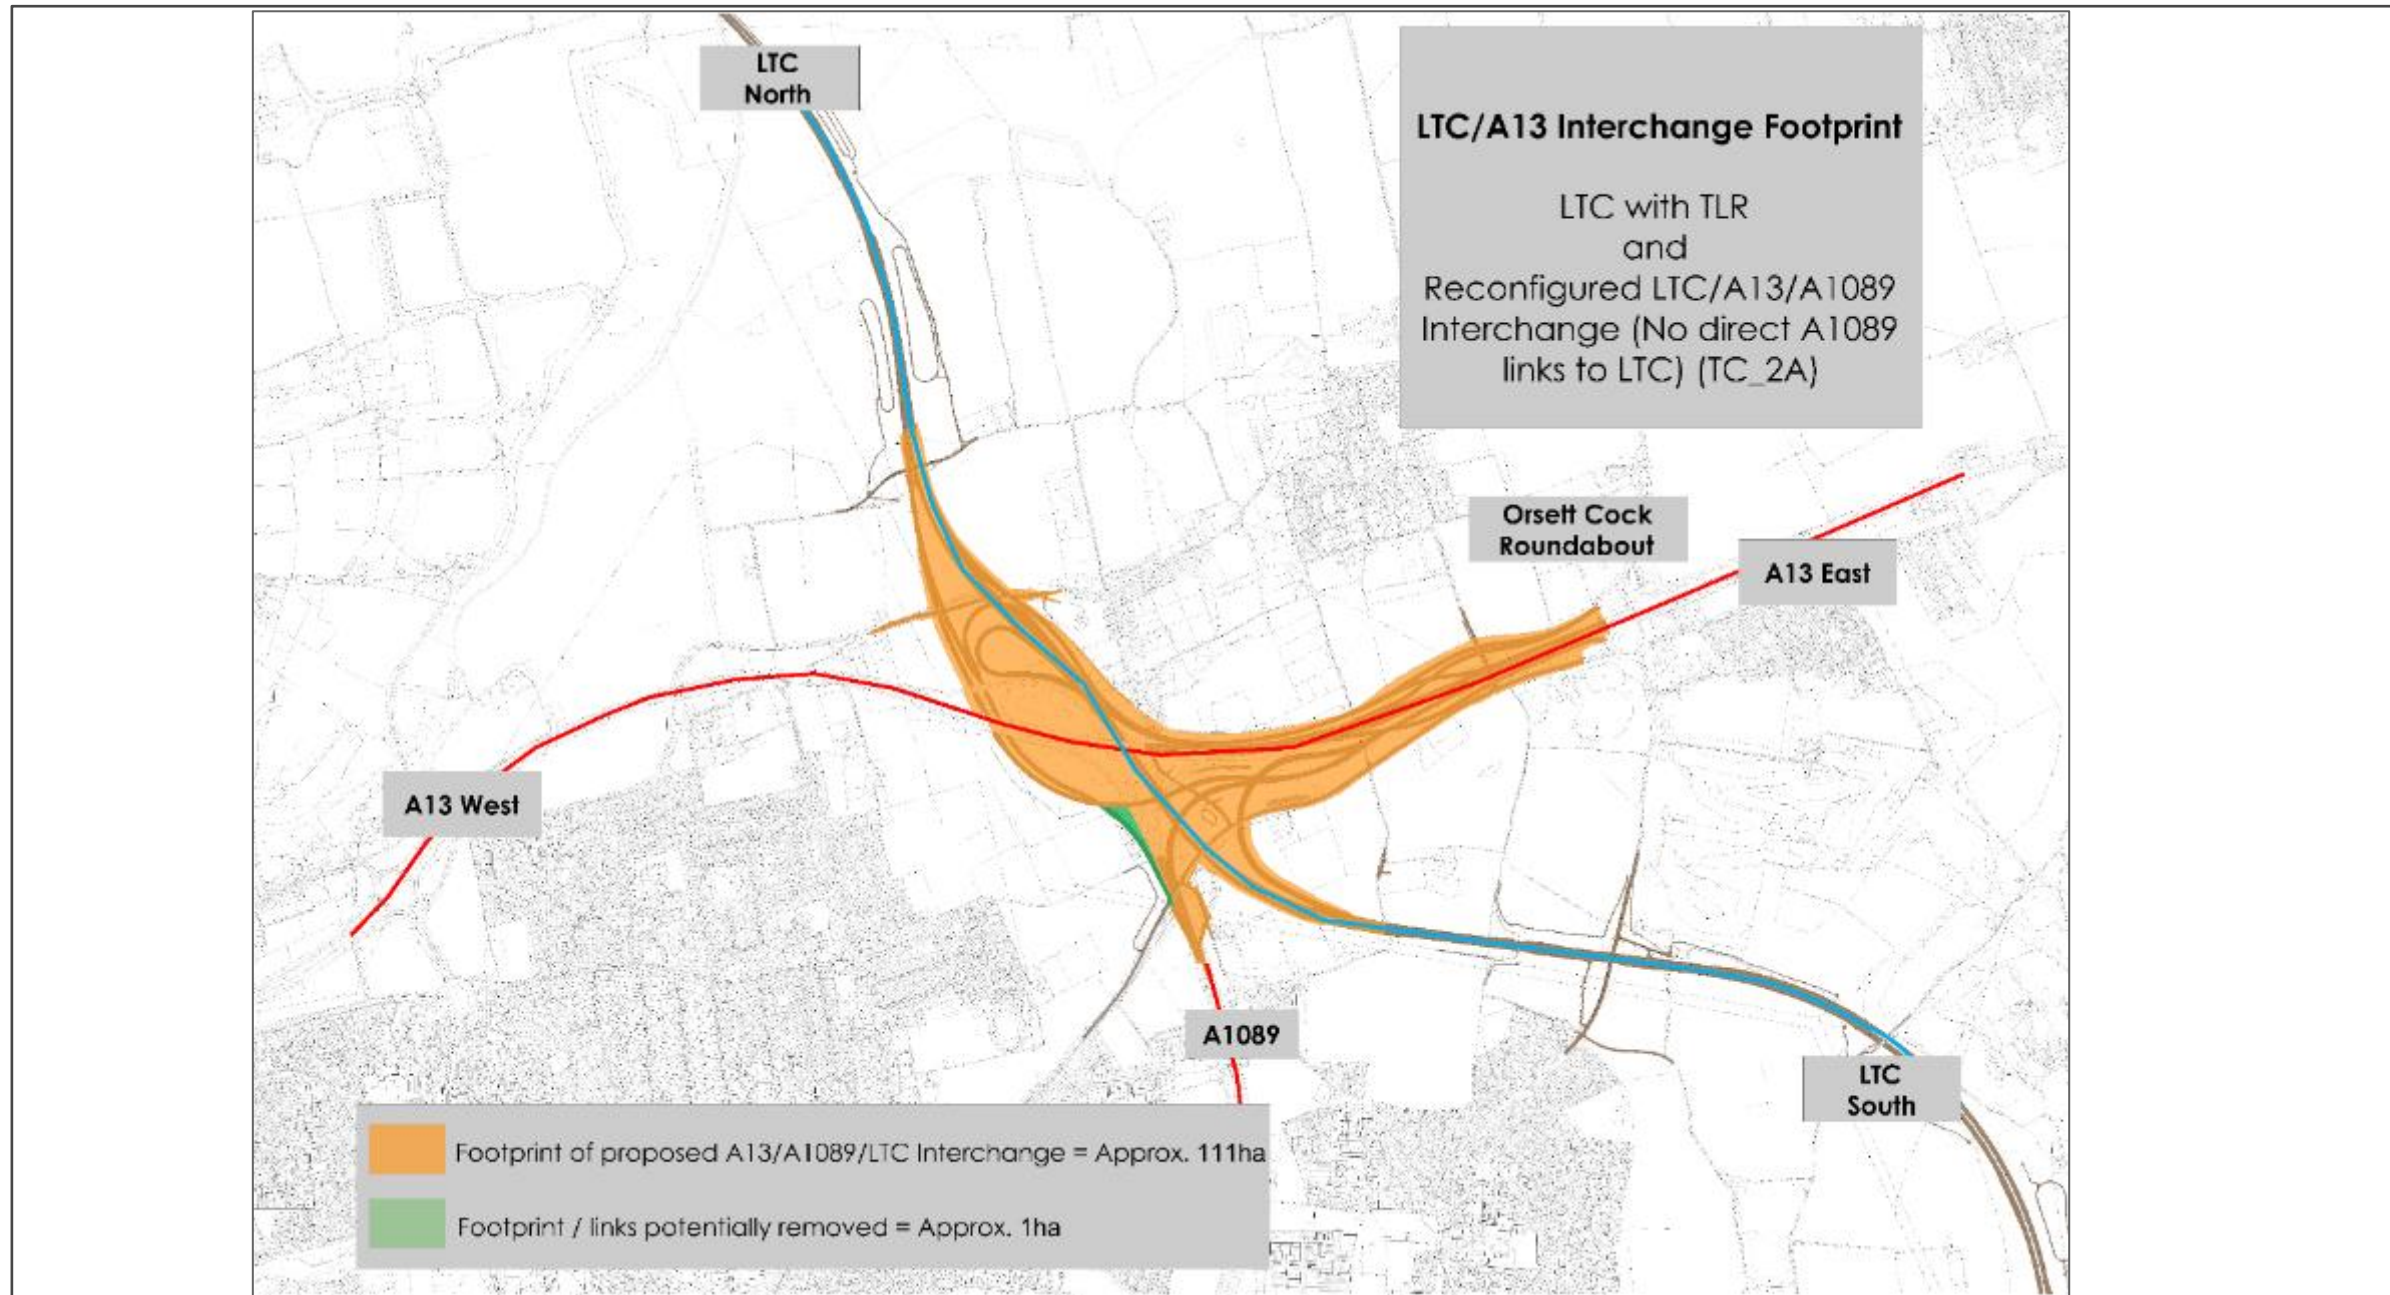 LTC
North
LTC/A13 Interchange Footprint
LTC with TLR
and
Reconfigured LTC/A13/A1089
Interchange (No direct A1089
links to LTC) (TC_2A)
Orsett Cock
Roundabout
A13 East
A13 West
A1089
LTC
South
Footprint of proposed A13/A1089/LTC Interchange = Approx. 111ha
Footprint / links potentially removed = Approx. 1ha